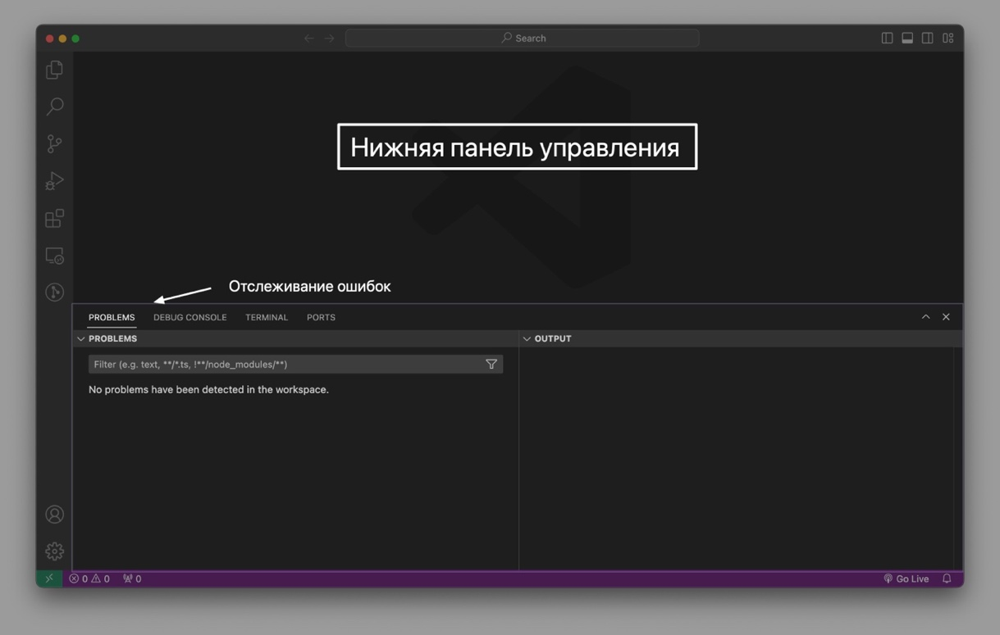 Search
Нижняя панель управления
Отслеживание ошибок
PROBLEMS DEBUG CONSOLE TERMINAL PORTS
PROBLEMS
OUTPUT
Filter (e.g. text, **/*.ts, !**/node_modules/**)
No problems have been detected in the workspace.
0 0 0
Go Live